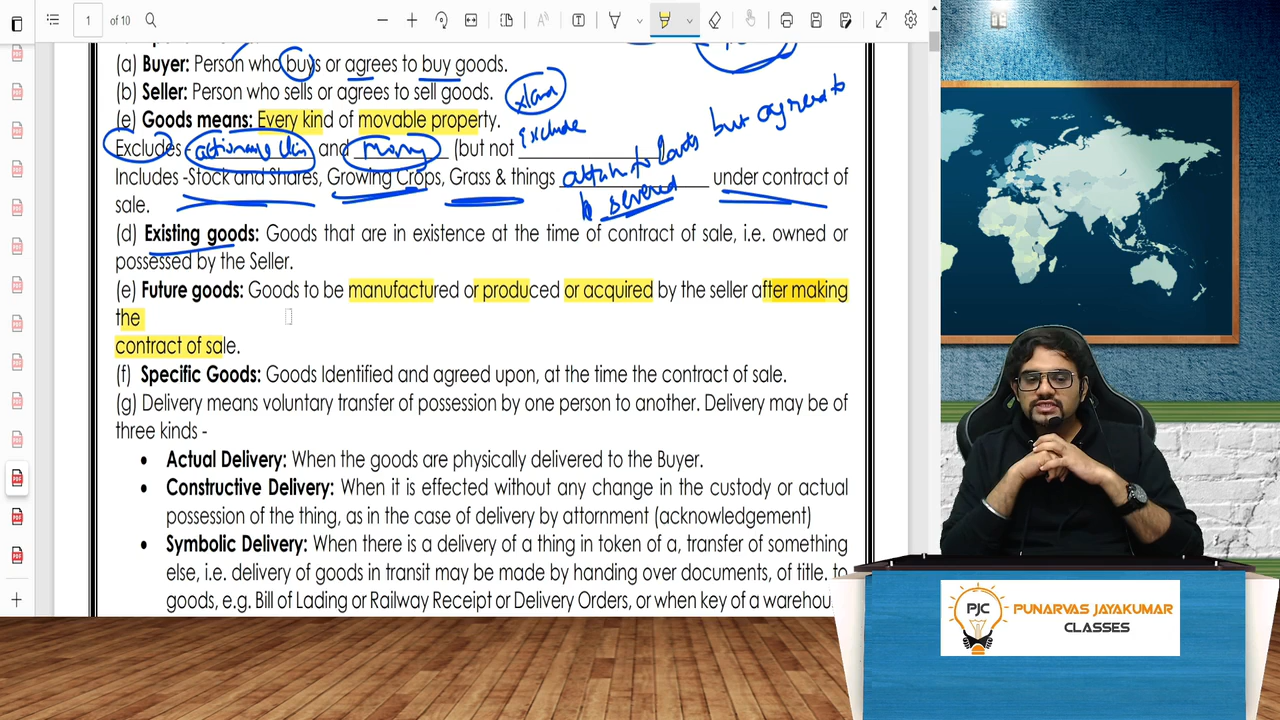 1 of 10
(a) Buyer: Person who buys or agrees to buy goods.
(b) Seller: Person who sells or agrees to sell goods.
(e) Goods means: Every kind of movable property.
but agreed to
Exclude
Excludes - actionable claim and money (but not
Includes -Stock and Shares, Growing Crops, Grass & things attach to land under contract of
to severed
sale.
(d) Existing goods: Goods that are in existence at the time of contract of sale, i.e. owned or
possessed by the Seller.
(e) Future goods: Goods to be manufactured or produced or acquired by the seller after making
the
contract of sale.
(f) Specific Goods: Goods Identified and agreed upon, at the time the contract of sale.
(g) Delivery means voluntary transfer of possession by one person to another. Delivery may be of
three kinds -
• Actual Delivery: When the goods are physically delivered to the Buyer.
• Constructive Delivery: When it is effected without any change in the custody or actual
possession of the thing, as in the case of delivery by attornment (acknowledgement)
• Symbolic Delivery: When there is a delivery of a thing in token of a, transfer of something
else, i.e. delivery of goods in transit may be made by handing over documents, of title. to
goods, e.g. Bill of Lading or Railway Receipt or Delivery Orders, or when key of a warehou
PJC PUNARVAS JAYAKUMAR
CLASSES